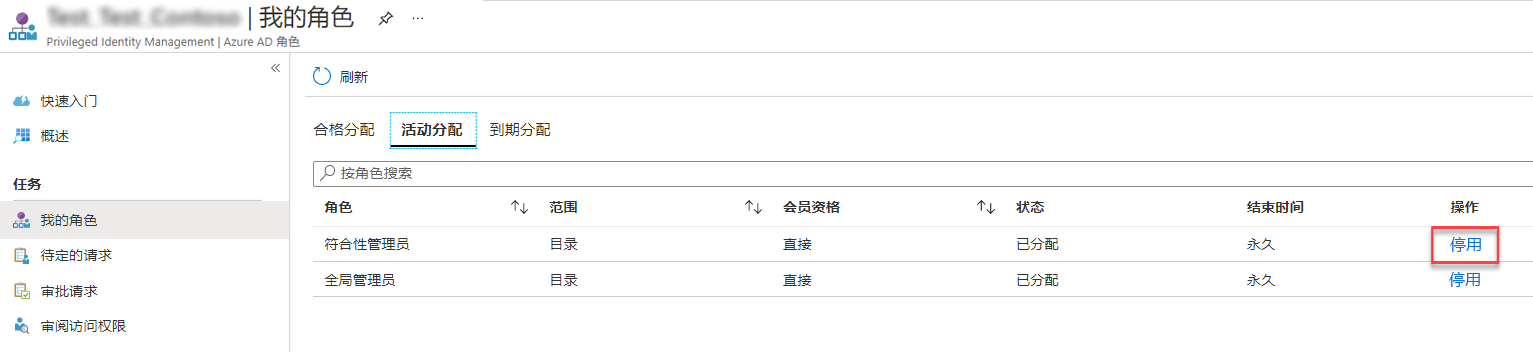 | 我的角色
Privileged Identity Management | Azure AD 角色
刷新
快速入门
概述
任务
我的角色
待定的请求
审批请求
审阅访问权限
合格分配 活动分配 到期分配
按角色搜索
角色 范围 会员资格 状态 结束时间 操作
符合性管理员 目录 直接 已分配 永久 停用
全局管理员 目录 直接 已分配 永久 停用